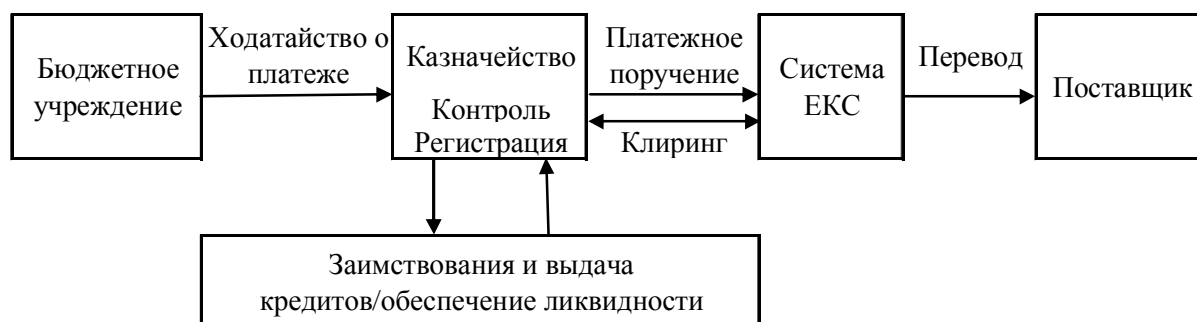 Бюджетное
учреждение
Ходатайство о
платеже
Казначейство
Контроль
Регистрация
Платежное
поручение
Клиринг
Система
ЕКС
Перевод
Поставщик
Заимствования и выдача
кредитов/обеспечение ликвидности